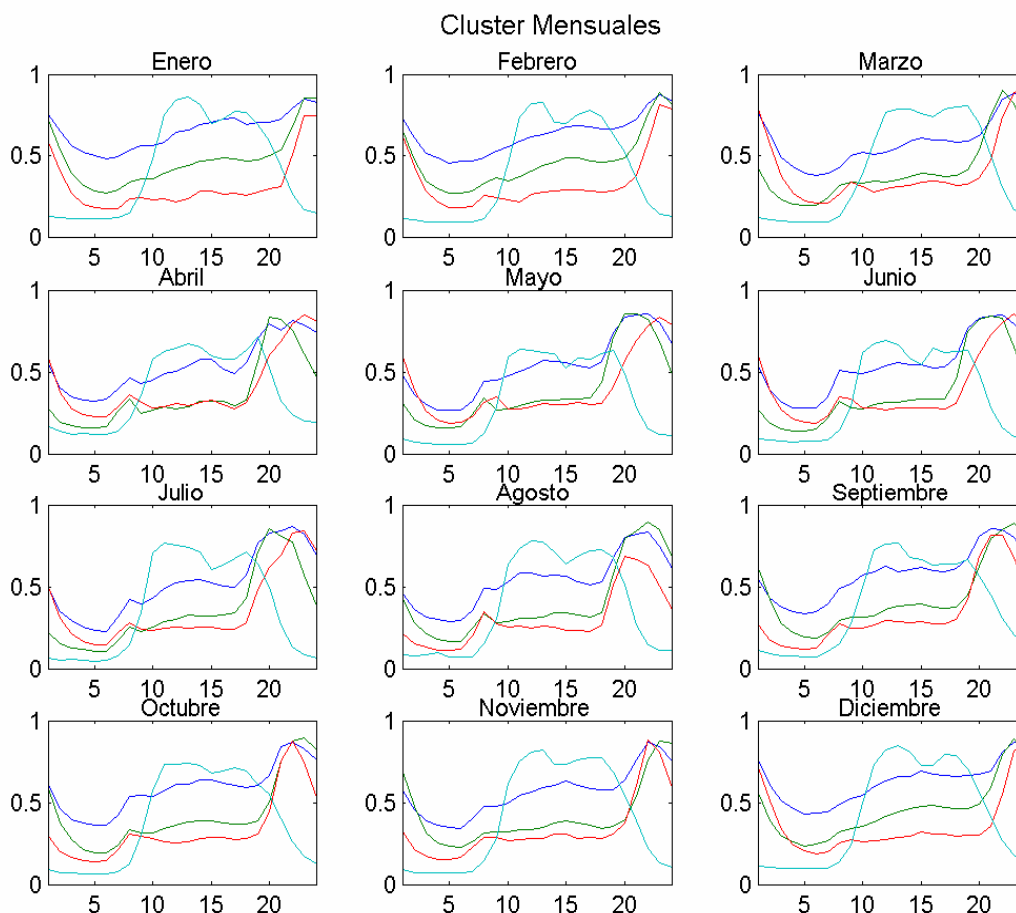 Cluster Mensuales
Enero Febrero Marzo
1 1 1
0.5 0.5 0.5
0 0 0
5 10 15 20 5 10 15 20 5 10 15 20
Abril Mayo Junio
1 1 1
0.5 0.5 0.5
0 0 0
5 10 15 20 5 10 15 20 5 10 15 20
Julio Agosto Septiembre
1 1 1
0.5 0.5 0.5
0 0 0
5 10 15 20 5 10 15 20 5 10 15 20
Octubre Noviembre Diciembre
1 1 1
0.5 0.5 0.5
0 0 0
5 10 15 20 5 10 15 20 5 10 15 20